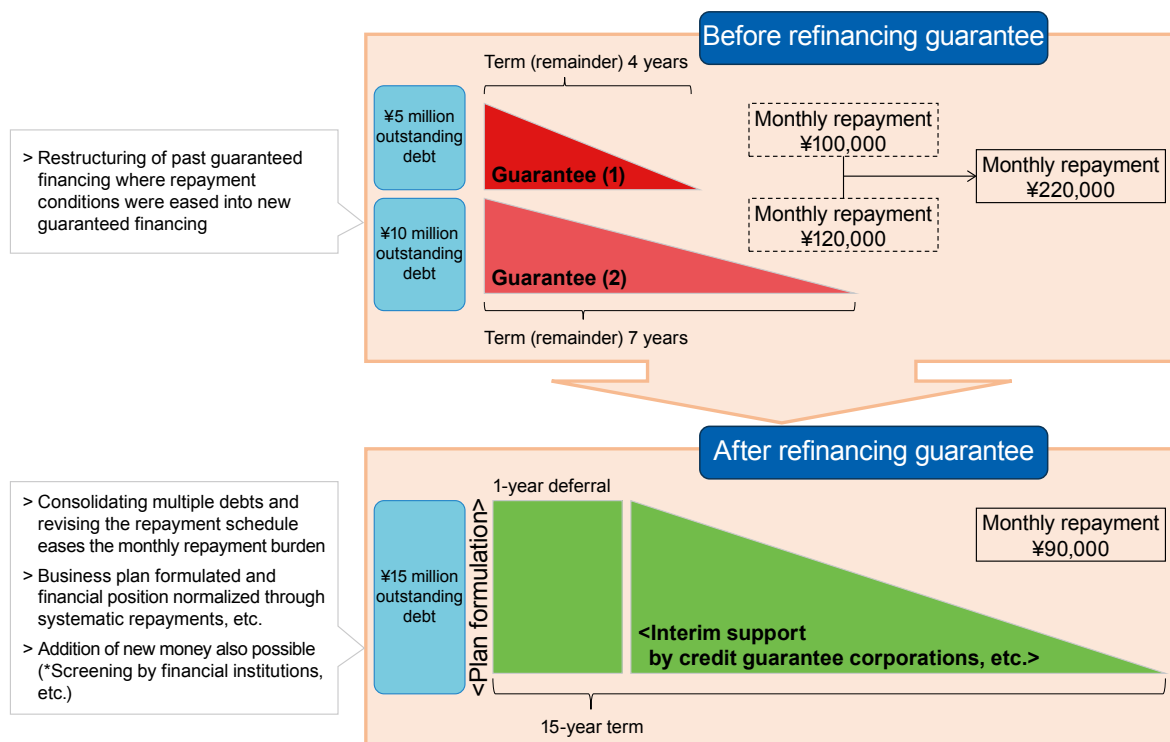 Before refinancing guarantee
Term (remainder) 4 years
¥5 million
outstanding
debt
Guarantee (1)
Monthly repayment
¥100,000
Monthly repayment
¥220,000
> Restructuring of past guaranteed
financing where repayment
conditions were eased into new
guaranteed financing
¥10 million
outstanding
debt
Guarantee (2)
Monthly repayment
¥120,000
Term (remainder) 7 years
After refinancing guarantee
> Consolidating multiple debts and
revising the repayment schedule
eases the monthly repayment burden
> Business plan formulated and
financial position normalized through
systematic repayments, etc.
> Addition of new money also possible
(*Screening by financial institutions,
etc.)
¥15 million
outstanding
debt
<Plan formulation>
1-year deferral
Monthly repayment
¥90,000
<Interim support
by credit guarantee corporations, etc.>
15-year term